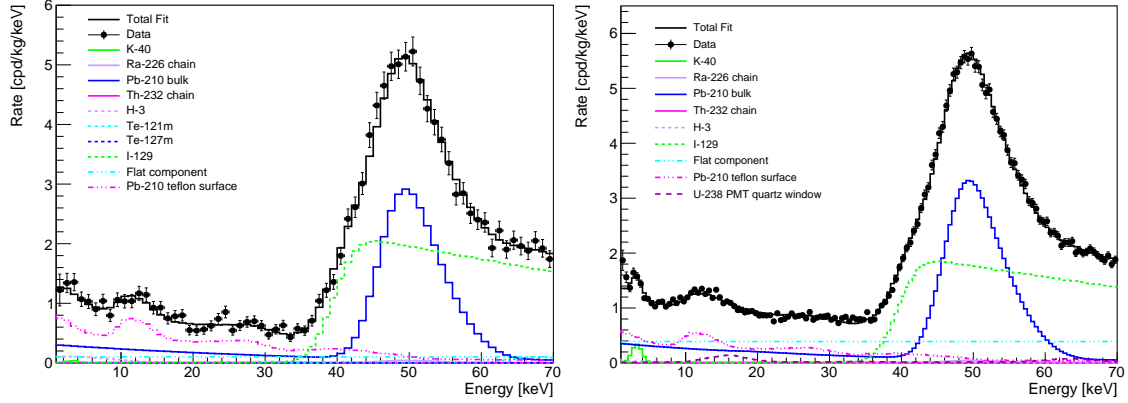 Rate [cpd/kg/keV]
6
5
4
3
2
1
0
Total Fit
Data
K-40
Ra-226 chain
Pb-210 bulk
Th-232 chain
H-3
Te-121m
Te-127m
I-129
Flat component
Pb-210 teflon surface
10 20 30 40 50 60 70
Energy [keV]
Rate [cpd/kg/keV]
6
5
4
3
2
1
0
Total Fit
Data
K-40
Ra-226 chain
Pb-210 bulk
Th-232 chain
H-3
I-129
Flat component
Pb-210 teflon surface
U-238 PMT quartz window
10 20 30 40 50 60 70
Energy [keV]